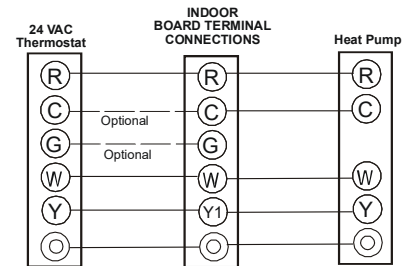 24 VAC
Thermostat
INDOOR
BOARD TERMINAL
CONNECTIONS
Heat Pump
R R R
C Optional C C
G Optional G
W W W
Y Y1 Y
O O O